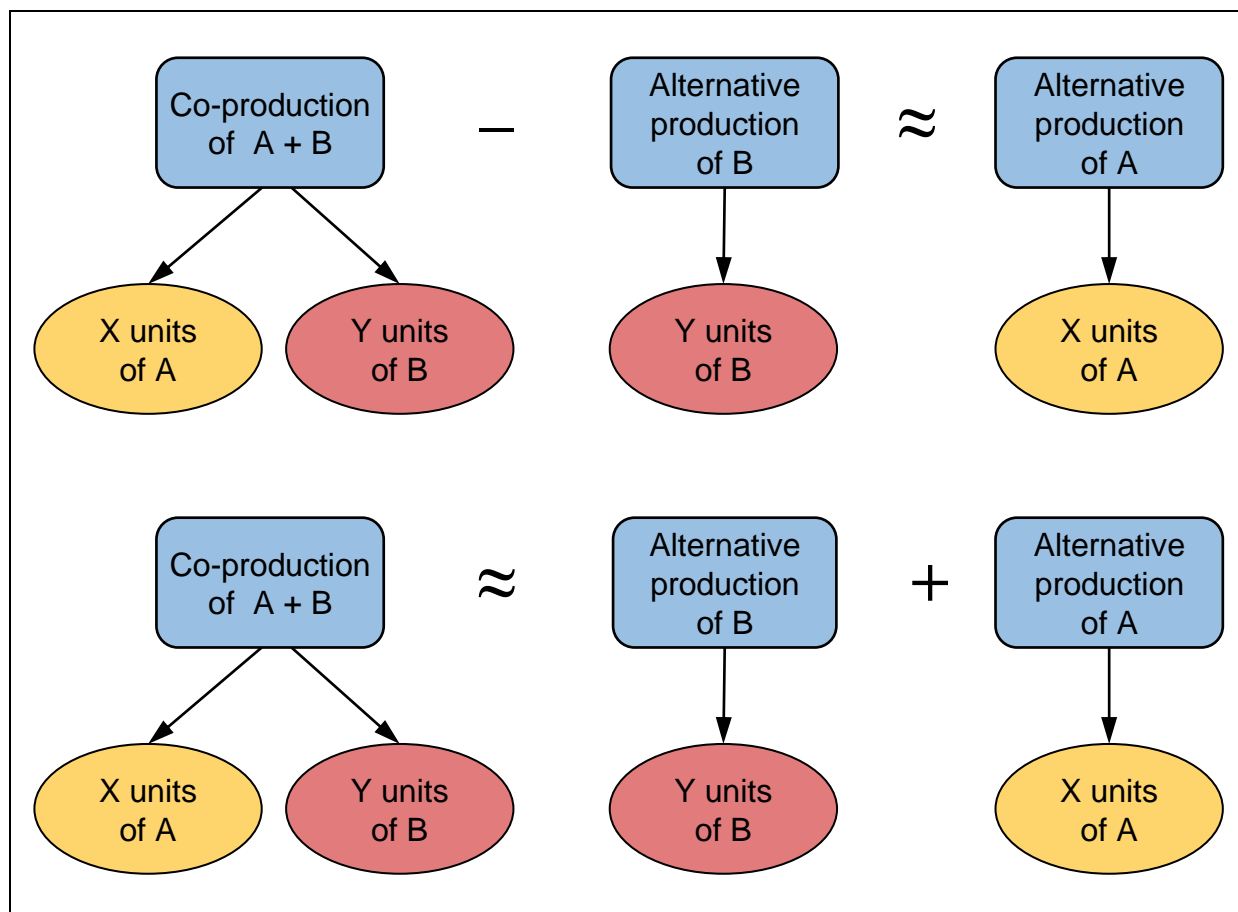 Co-production
of A + B
–
Alternative
production
of B
≈
Alternative
production
of A
X units
of A
Y units
of B
Y units
of B
X units
of A
Co-production
of A + B
≈
Alternative
production
of B
+
Alternative
production
of A
X units
of A
Y units
of B
Y units
of B
X units
of A